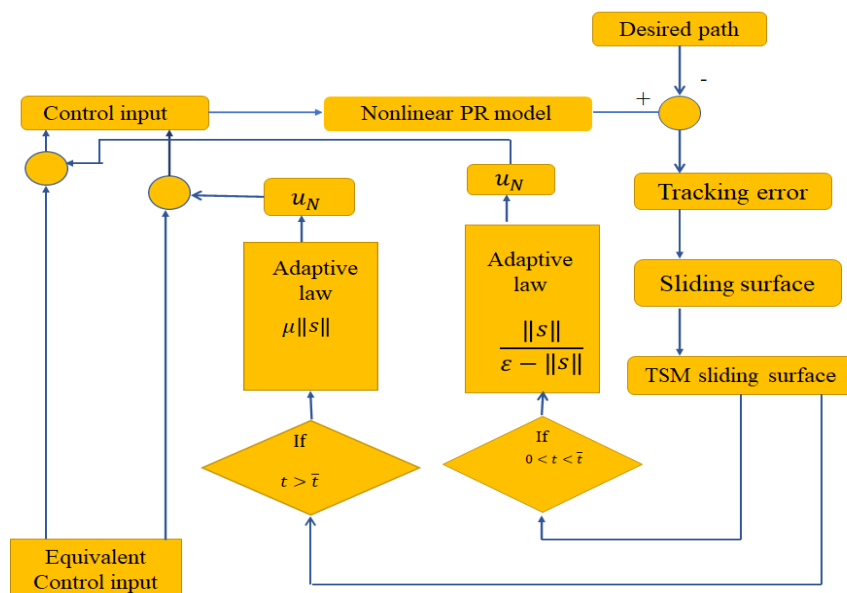 Desired path
-
+
Control input
Nonlinear PR model
u_N
u_N
Tracking error
Adaptive
law
μ‖s‖
Adaptive
law
‖s‖
ε − ‖s‖
Sliding surface
TSM sliding surface
If
t > t̅
If
0 < t < t̅
Equivalent
Control input